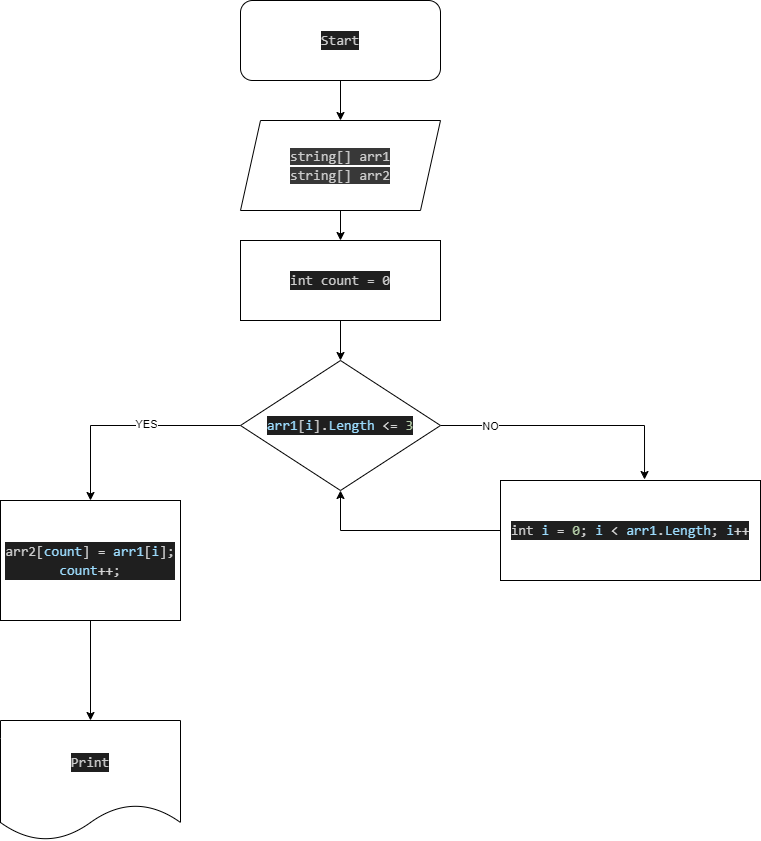 Start
string[] arr1
string[] arr2
int count = 0
arr1[i].Length <= 3
YES
NO
arr2[count] = arr1[i];
count++;
int i = 0; i < arr1.Length; i++
Print